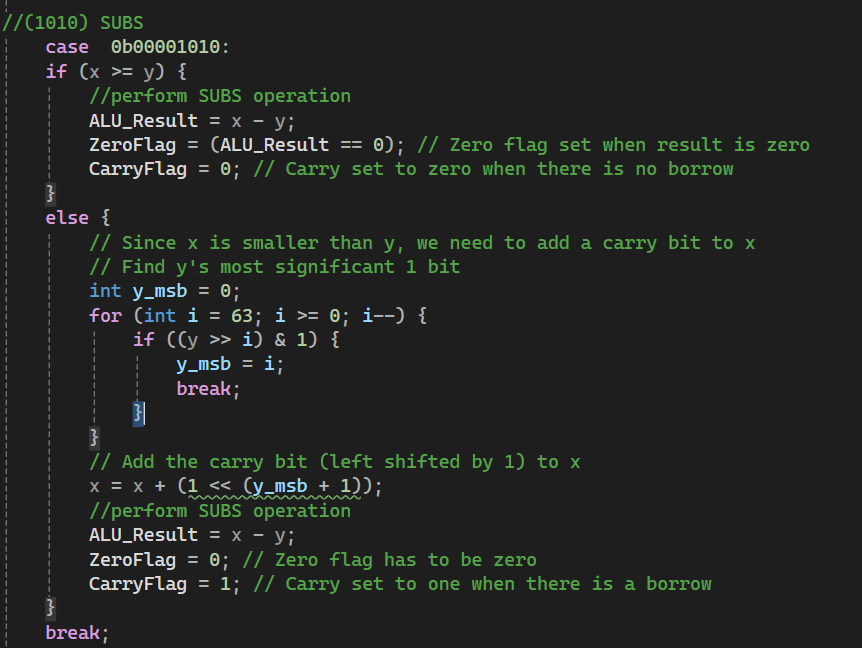 //(1010) SUBS
case  0b00001010:
if (x >= y) {
//perform SUBS operation
ALU_Result = x - y;
ZeroFlag = (ALU_Result == 0); // Zero flag set when result is zero
CarryFlag = 0; // Carry set to zero when there is no borrow
}
else {
// Since x is smaller than y, we need to add a carry bit to x
// Find y's most significant 1 bit
int y_msb = 0;
for (int i = 63; i >= 0; i--) {
if ((y >> i) & 1) {
y_msb = i;
break;
}
}
// Add the carry bit (left shifted by 1) to x
x = x + (1 << (y_msb + 1));
//perform SUBS operation
ALU_Result = x - y;
ZeroFlag = 0; // Zero flag has to be zero
CarryFlag = 1; // Carry set to one when there is a borrow
}
break;